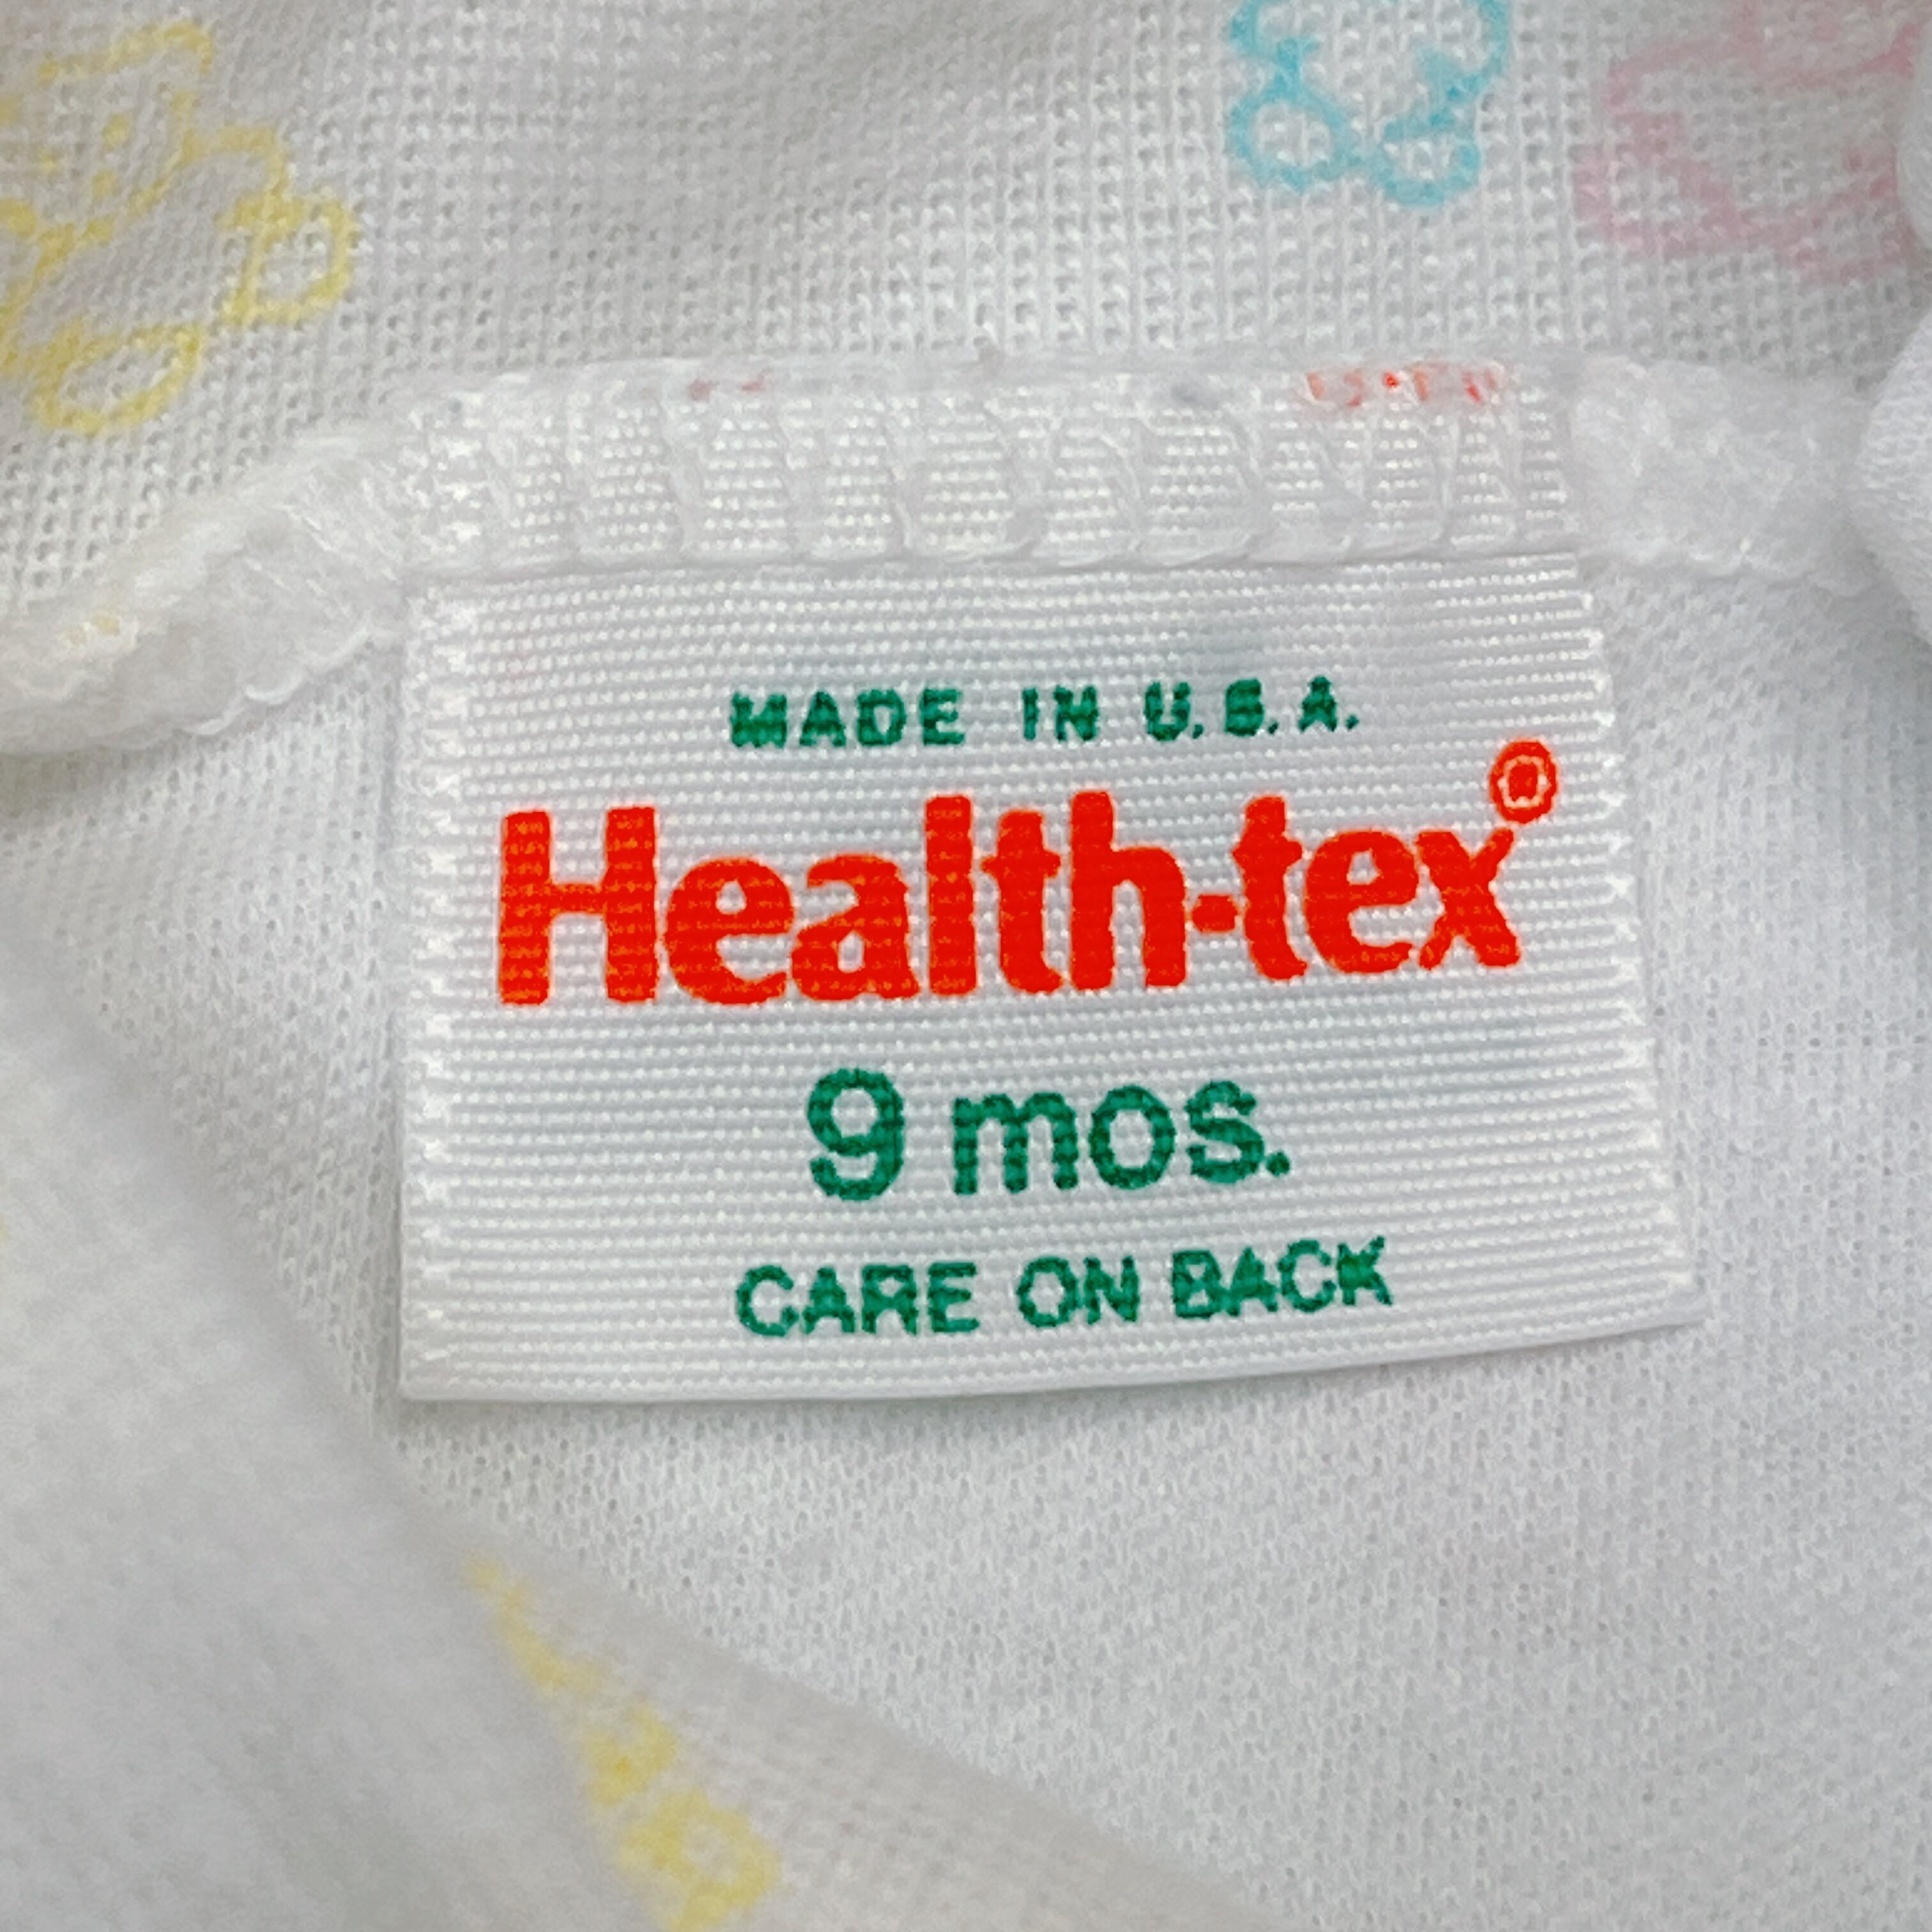 MADE IN U.S.A.
Health-tex®
9 mos.
CARE ON BACK